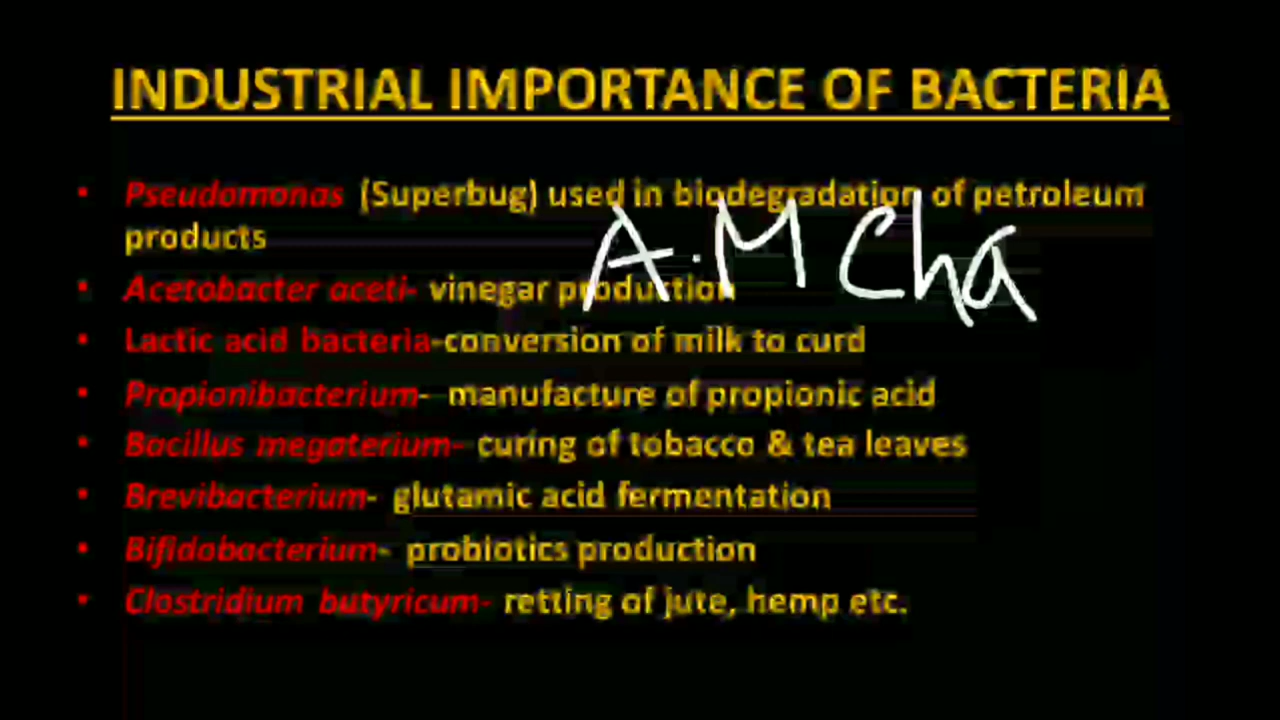 INDUSTRIAL IMPORTANCE OF BACTERIA
• Pseudomonas (Superbug) used in biodegradation of petroleum
products
A.M Cha
• Acetobacter aceti- vinegar production
• Lactic acid bacteria-conversion of milk to curd
• Propionibacterium- manufacture of propionic acid
• Bacillus megaterium- curing of tobacco & tea leaves
• Brevibacterium- glutamic acid fermentation
• Bifidobacterium- probiotics production
• Clostridium butyricum- retting of jute, hemp etc.